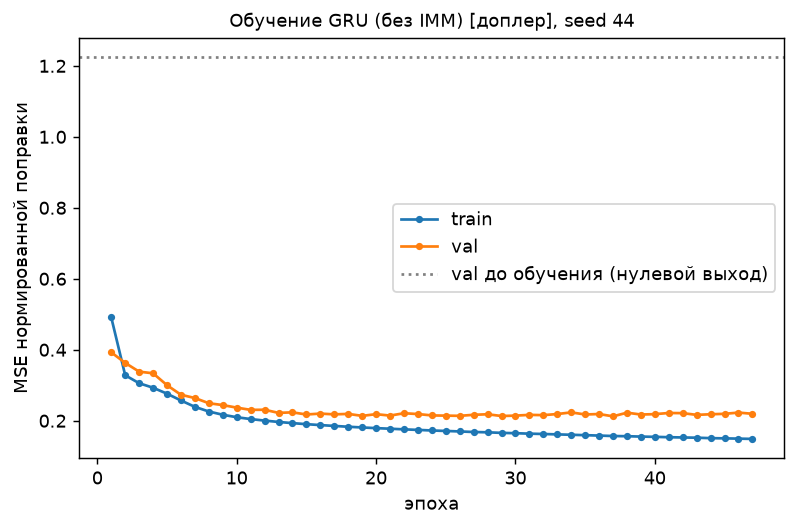 Обучение GRU (без IMM) [доплер], seed 44
MSE нормированной поправки
1.2
1.0
0.8
0.6
0.4
0.2
train
val
val до обучения (нулевой выход)
0
10
20
30
40
эпоха